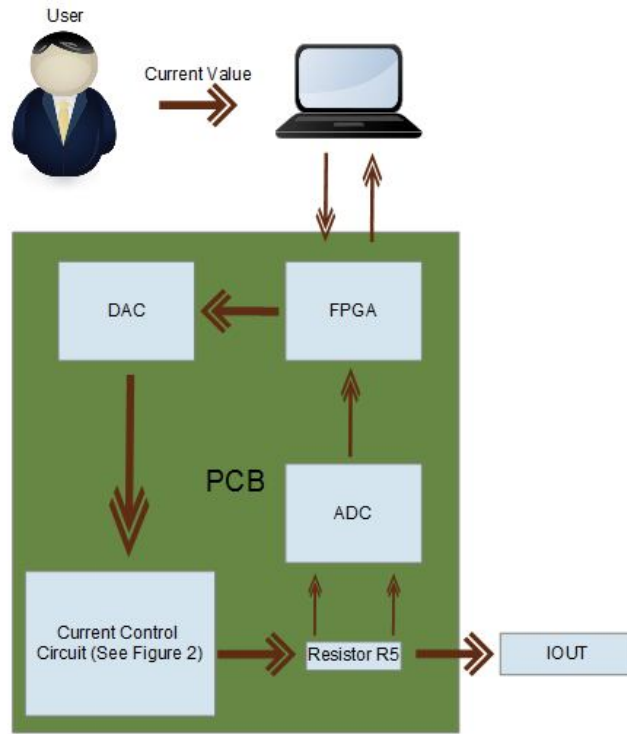 User
Current Value
DAC
FPGA
PCB
ADC
Current Control
Circuit (See Figure 2)
Resistor R5
IOUT